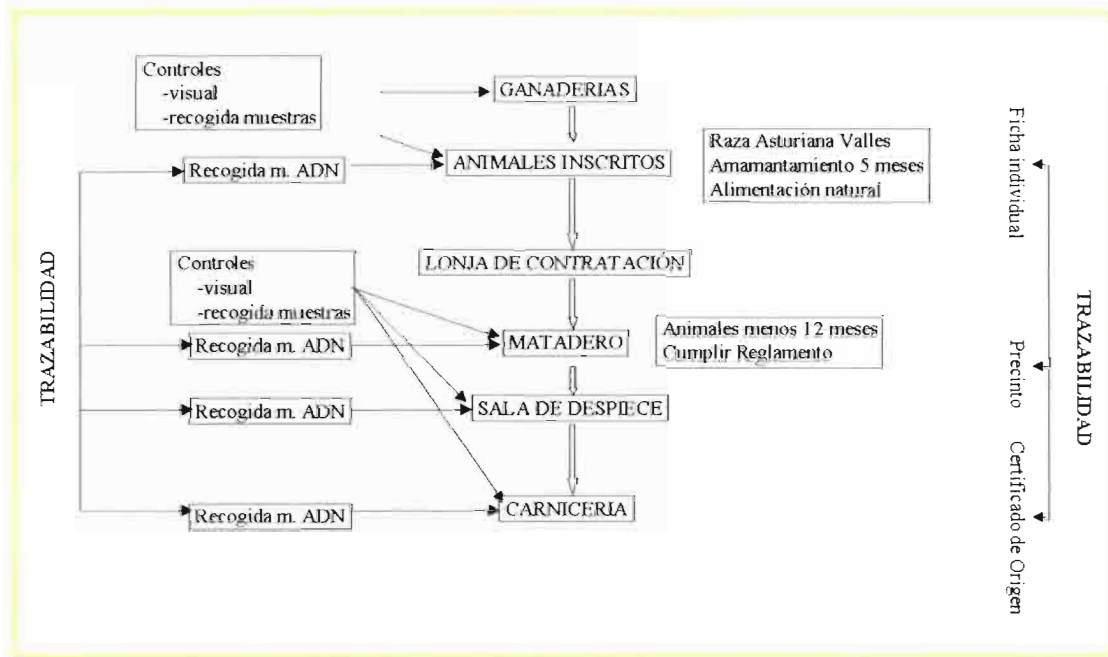 Controles
-visual
-recogida muestras
GANADERIAS
Recogida m. ADN
ANIMALES INSCRITOS
Raza Asturiana Valles
Amamantamiento 5 meses
Alimentación natural
Ficha individual
TRAZABILIDAD
Controles
-visual
-recogida muestras
LONJA DE CONTRATACIÓN
Recogida m. ADN
MATADERO
Animales menos 12 meses
Cumplir Reglamento
Precinto
TRAZABILIDAD
Recogida m. ADN
SALA DE DESPIECE
Recogida m. ADN
CARNICERIA
Certificado de Origen